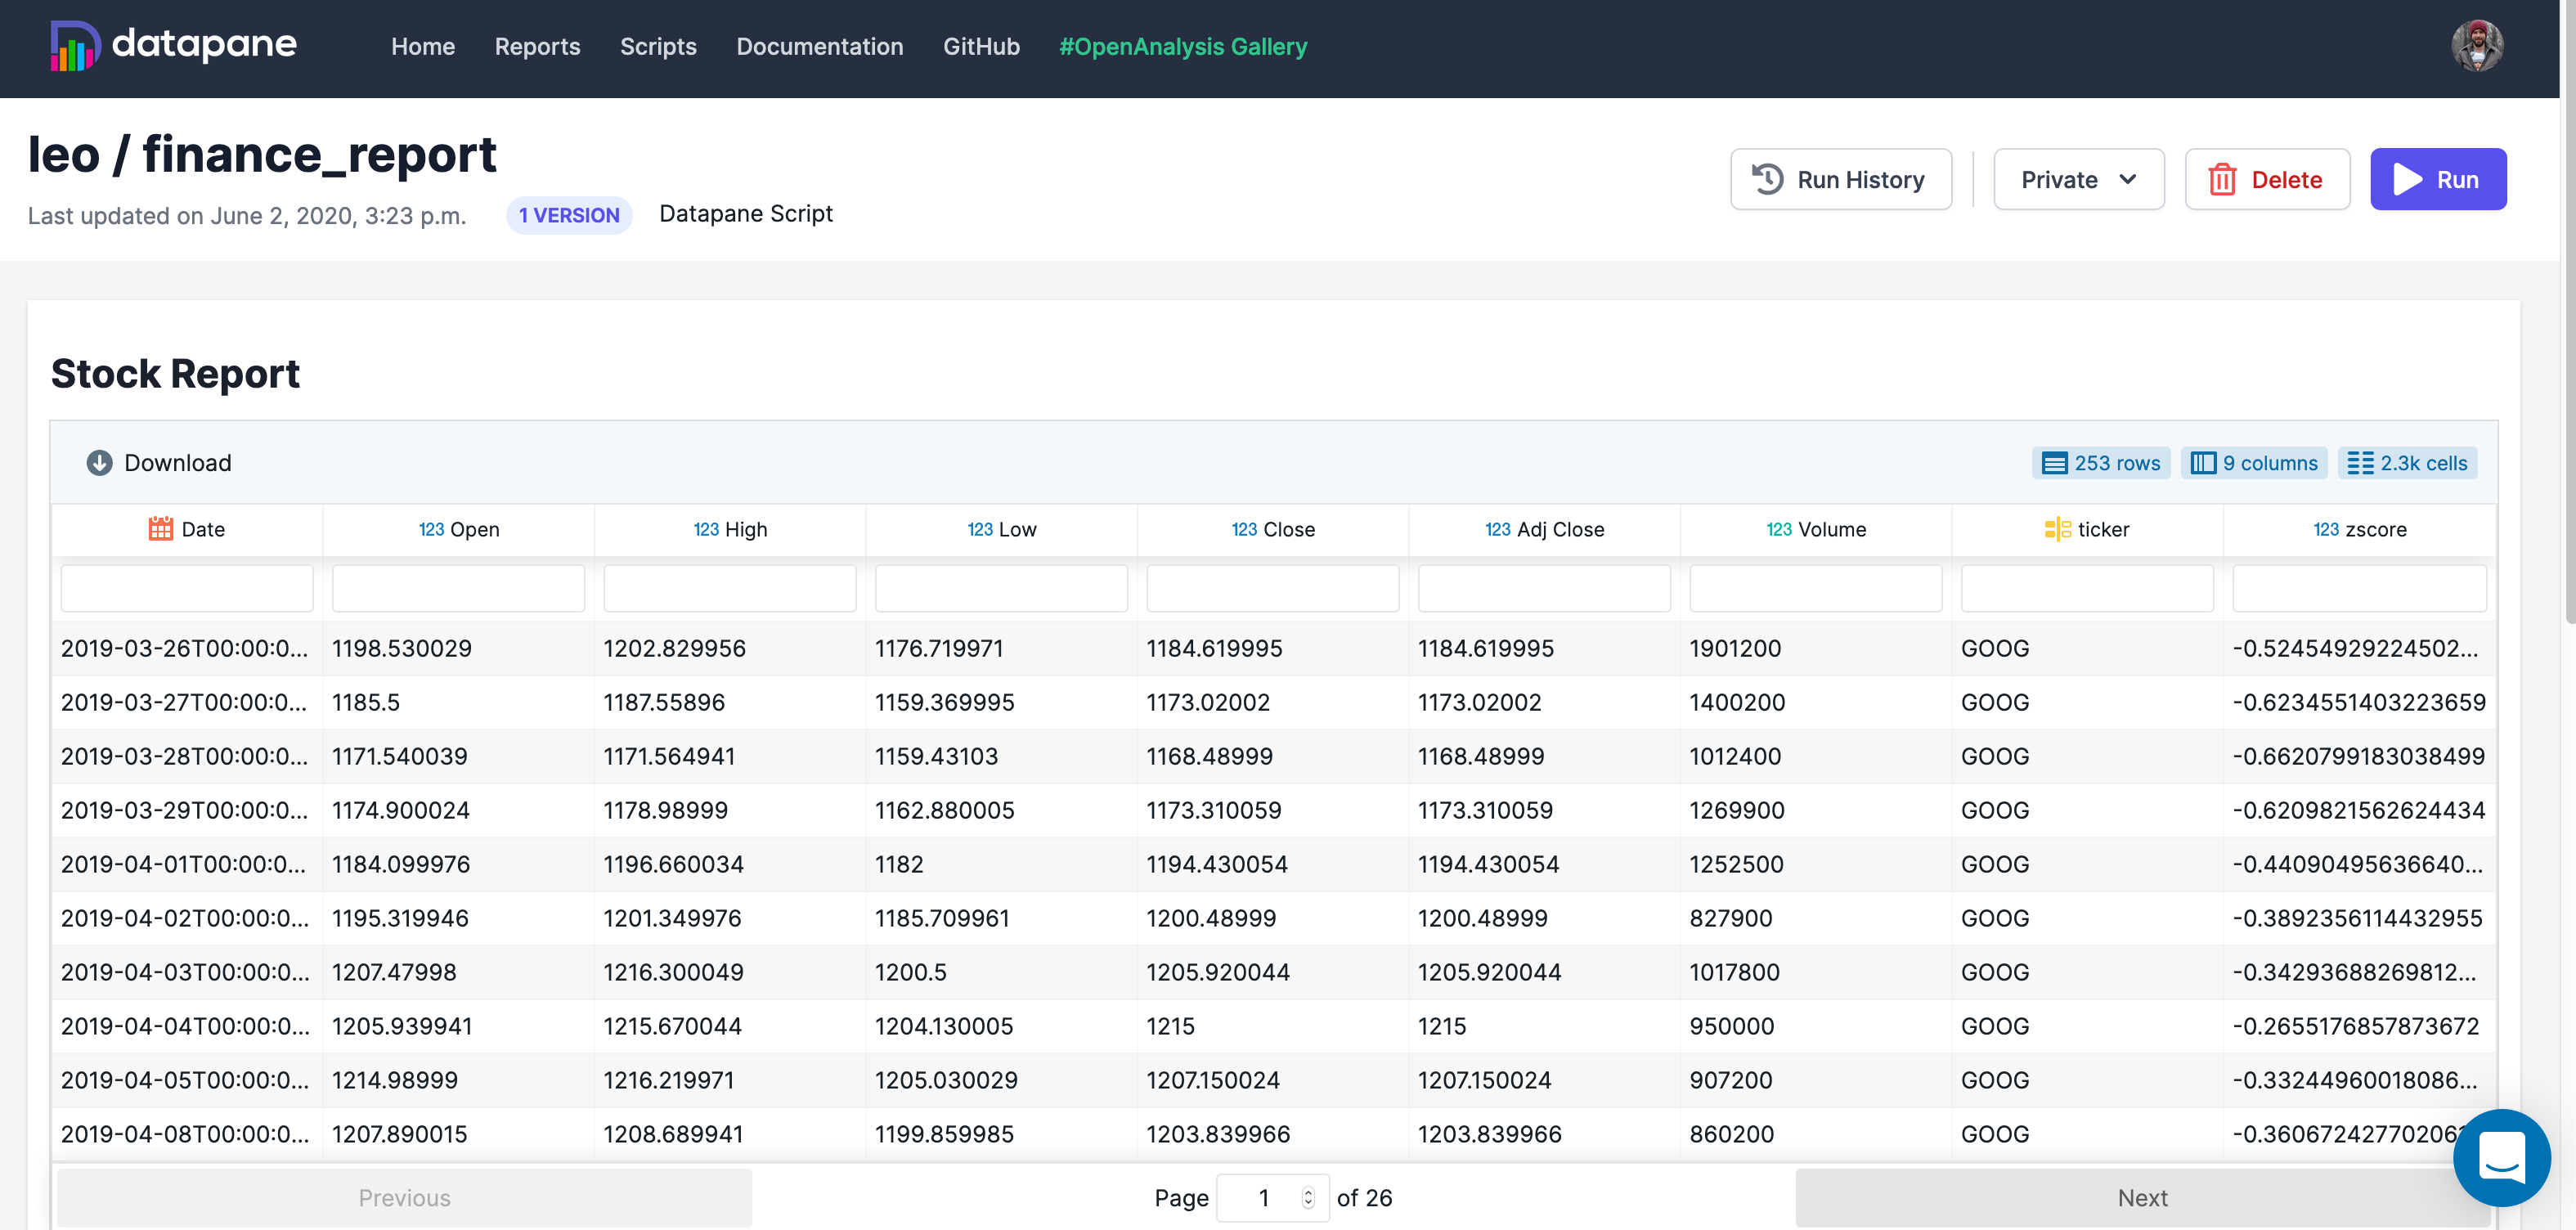 datapane Home Reports Scripts Documentation GitHub #OpenAnalysis Gallery
leo / finance_report
Run History Private Delete Run
Last updated on June 2, 2020, 3:23 p.m. 1 VERSION Datapane Script
Stock Report
Download 253 rows 9 columns 2.3k cells
Date 123 Open 123 High 123 Low 123 Close 123 Adj Close 123 Volume ticker 123 zscore
2019-03-26T00:00:0... 1198.530029 1202.829956 1176.719971 1184.619995 1184.619995 1901200 GOOG -0.52454929224502...
2019-03-27T00:00:0... 1185.5 1187.55896 1159.369995 1173.02002 1173.02002 1400200 GOOG -0.6234551403223659
2019-03-28T00:00:0... 1171.540039 1171.564941 1159.43103 1168.48999 1168.48999 1012400 GOOG -0.6620799183038499
2019-03-29T00:00:0... 1174.900024 1178.98999 1162.880005 1173.310059 1173.310059 1269900 GOOG -0.6209821562624434
2019-04-01T00:00:0... 1184.099976 1196.660034 1182 1194.430054 1194.430054 1252500 GOOG -0.44090495636640...
2019-04-02T00:00:0... 1195.319946 1201.349976 1185.709961 1200.48999 1200.48999 827900 GOOG -0.3892356114432955
2019-04-03T00:00:0... 1207.47998 1216.300049 1200.5 1205.920044 1205.920044 1017800 GOOG -0.34293688269812...
2019-04-04T00:00:0... 1205.939941 1215.670044 1204.130005 1215 1215 950000 GOOG -0.2655176857873672
2019-04-05T00:00:0... 1214.98999 1216.219971 1205.030029 1207.150024 1207.150024 907200 GOOG -0.33244960018086...
2019-04-08T00:00:0... 1207.890015 1208.689941 1199.859985 1203.839966 1203.839966 860200 GOOG
Previous Page 1 of 26 Next